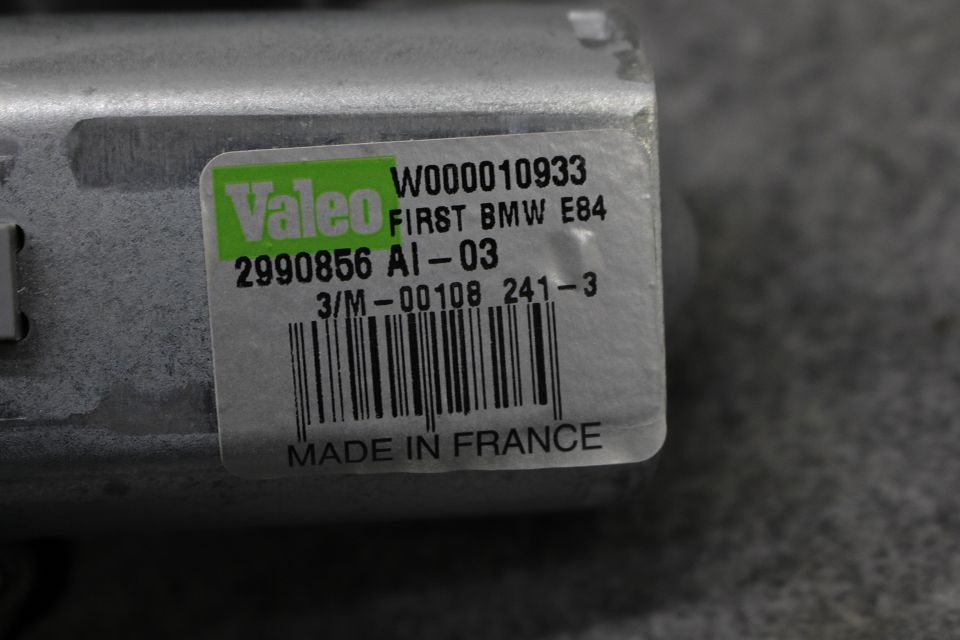 Valeo W000010933
FIRST BMW E84
2990856 AI-03
3/M-00108 241-3
MADE IN FRANCE